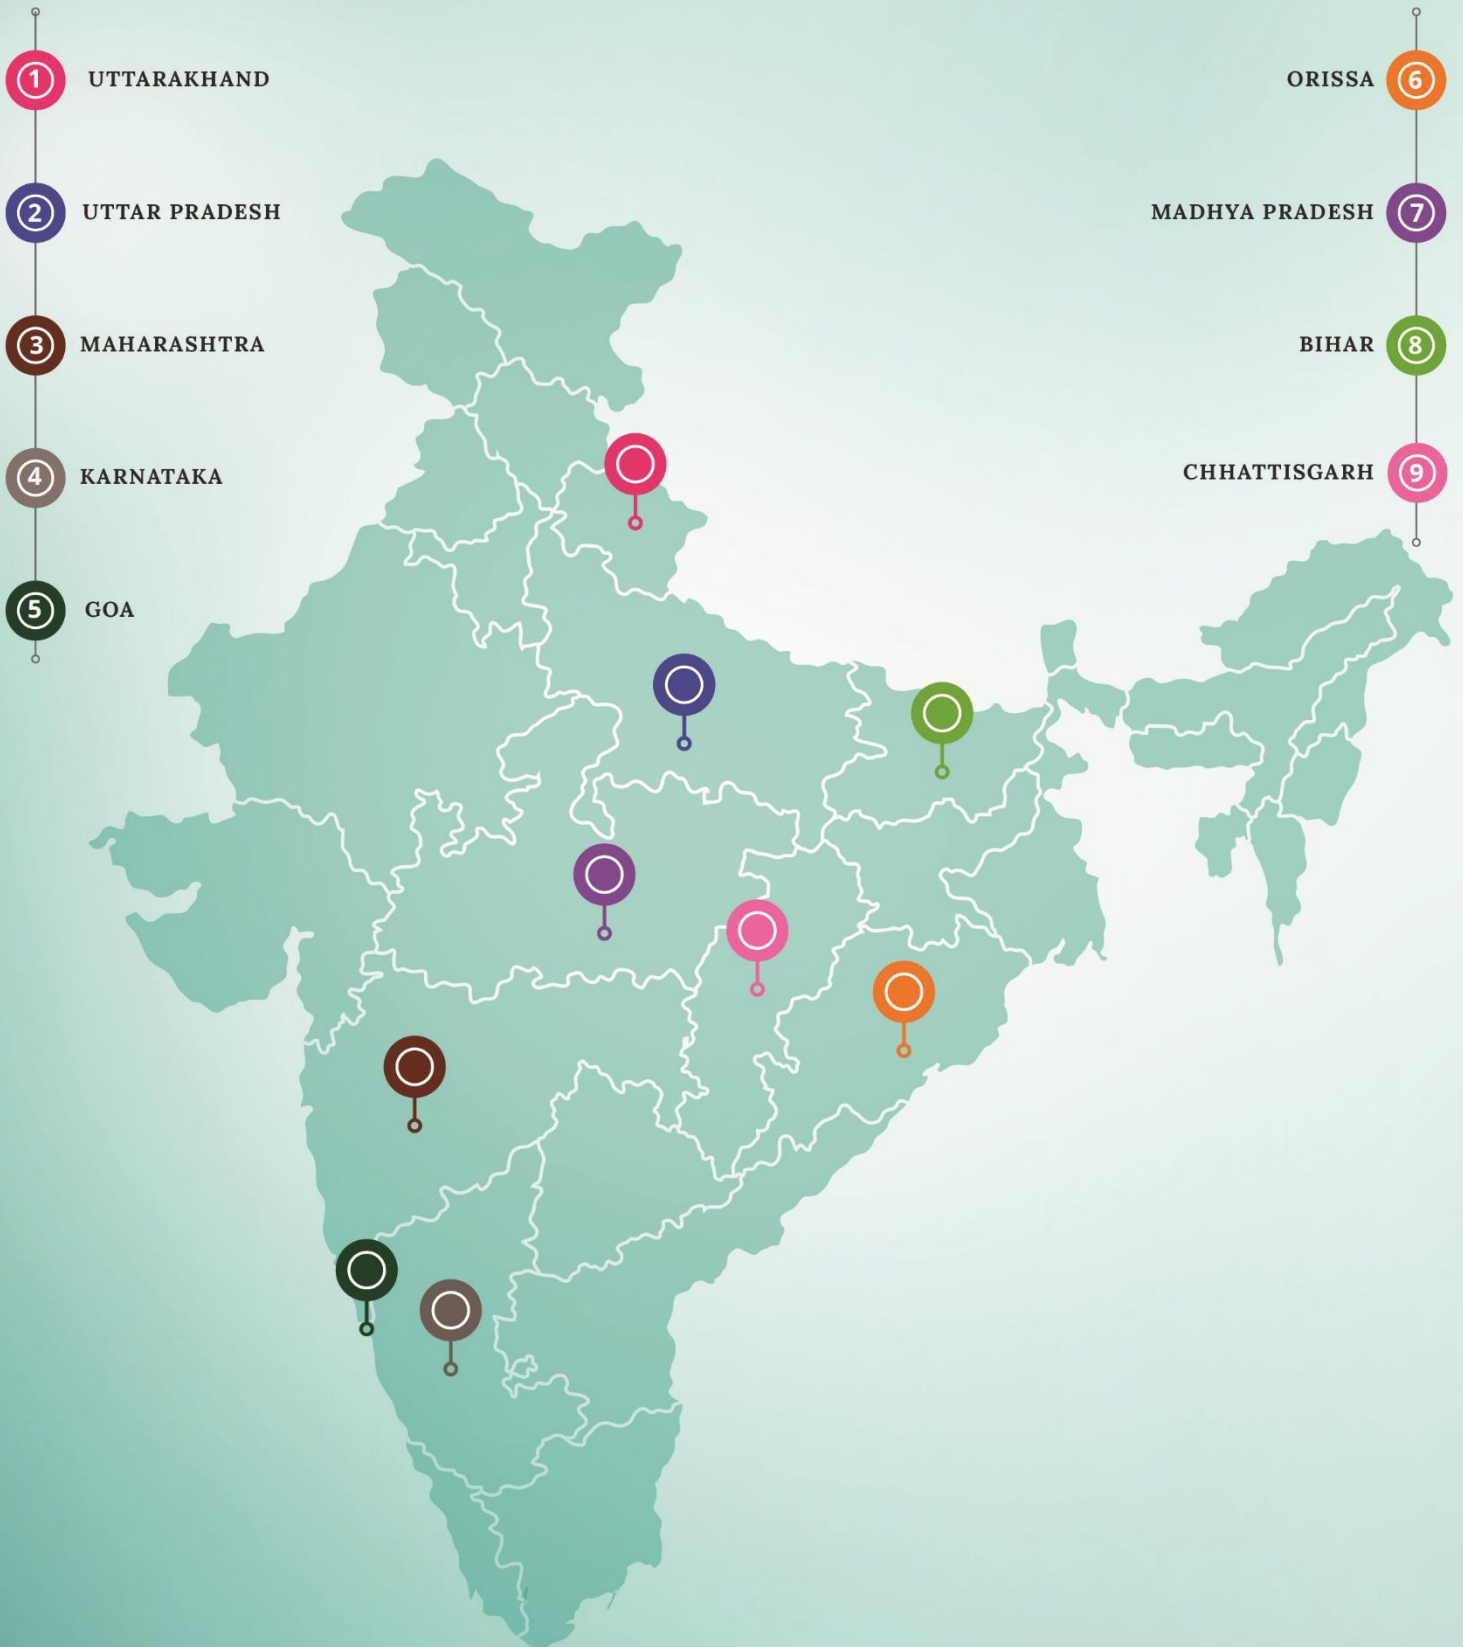 1 UTTARAKHAND
2 UTTAR PRADESH
3 MAHARASHTRA
4 KARNATAKA
5 GOA
ORISSA 6
MADHYA PRADESH 7
BIHAR 8
CHHATTISGARH 9